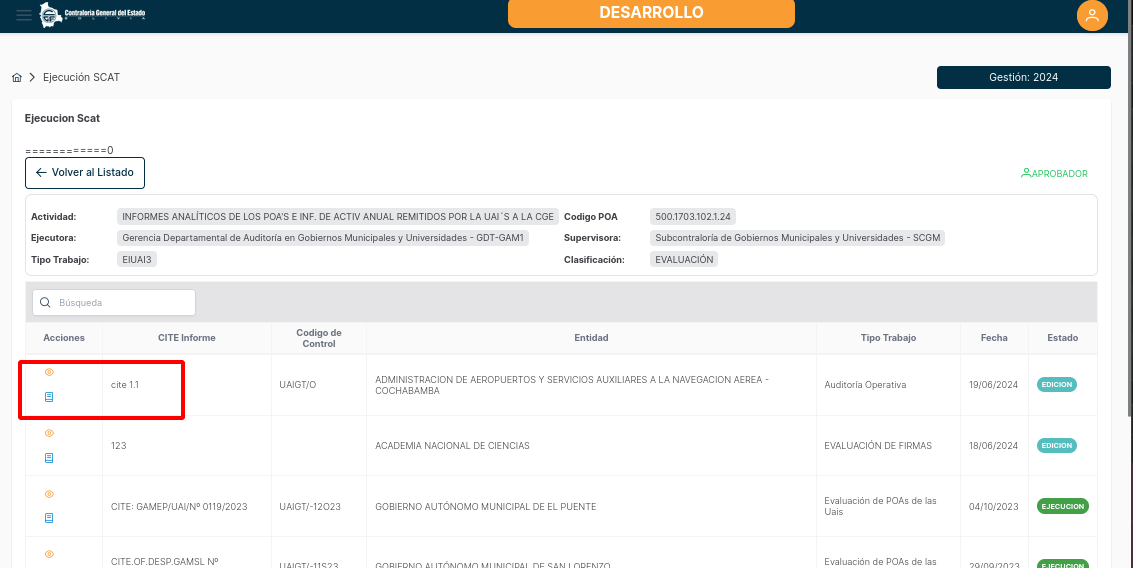 Contraloría General del Estado
BOLIVIA
DESARROLLO
Ejecución SCAT
Gestión: 2024
Ejecucion Scat
============0
Volver al Listado
APROBADOR
Actividad: INFORMES ANALÍTICOS DE LOS POA'S E INF. DE ACTIV ANUAL REMITIDOS POR LA UAI´S A LA CGE Codigo POA 500.1703.102.1.24
Ejecutora: Gerencia Departamental de Auditoría en Gobiernos Municipales y Universidades - GDT-GAM1 Supervisora: Subcontraloría de Gobiernos Municipales y Universidades - SCGM
Tipo Trabajo: EIUAI3 Clasificación: EVALUACIÓN
Búsqueda
Acciones CITE Informe Codigo de Control Entidad Tipo Trabajo Fecha Estado
cite 1.1 UAIGT/O ADMINISTRACION DE AEROPUERTOS Y SERVICIOS AUXILIARES A LA NAVEGACION AEREA - COCHABAMBA Auditoría Operativa 19/06/2024 EDICION
123 ACADEMIA NACIONAL DE CIENCIAS EVALUACIÓN DE FIRMAS 18/06/2024 EDICION
CITE: GAMEP/UAI/Nº 0119/2023 UAIGT/-12O23 GOBIERNO AUTÓNOMO MUNICIPAL DE EL PUENTE Evaluación de POAs de las Uais 04/10/2023 EJECUCION
CITE.OF.DESP.GAMSL Nº UAIGT/-11S23 GOBIERNO AUTÓNOMO MUNICIPAL DE SAN LORENZO Evaluación de POAs de las 29/09/2023 EJECUCION